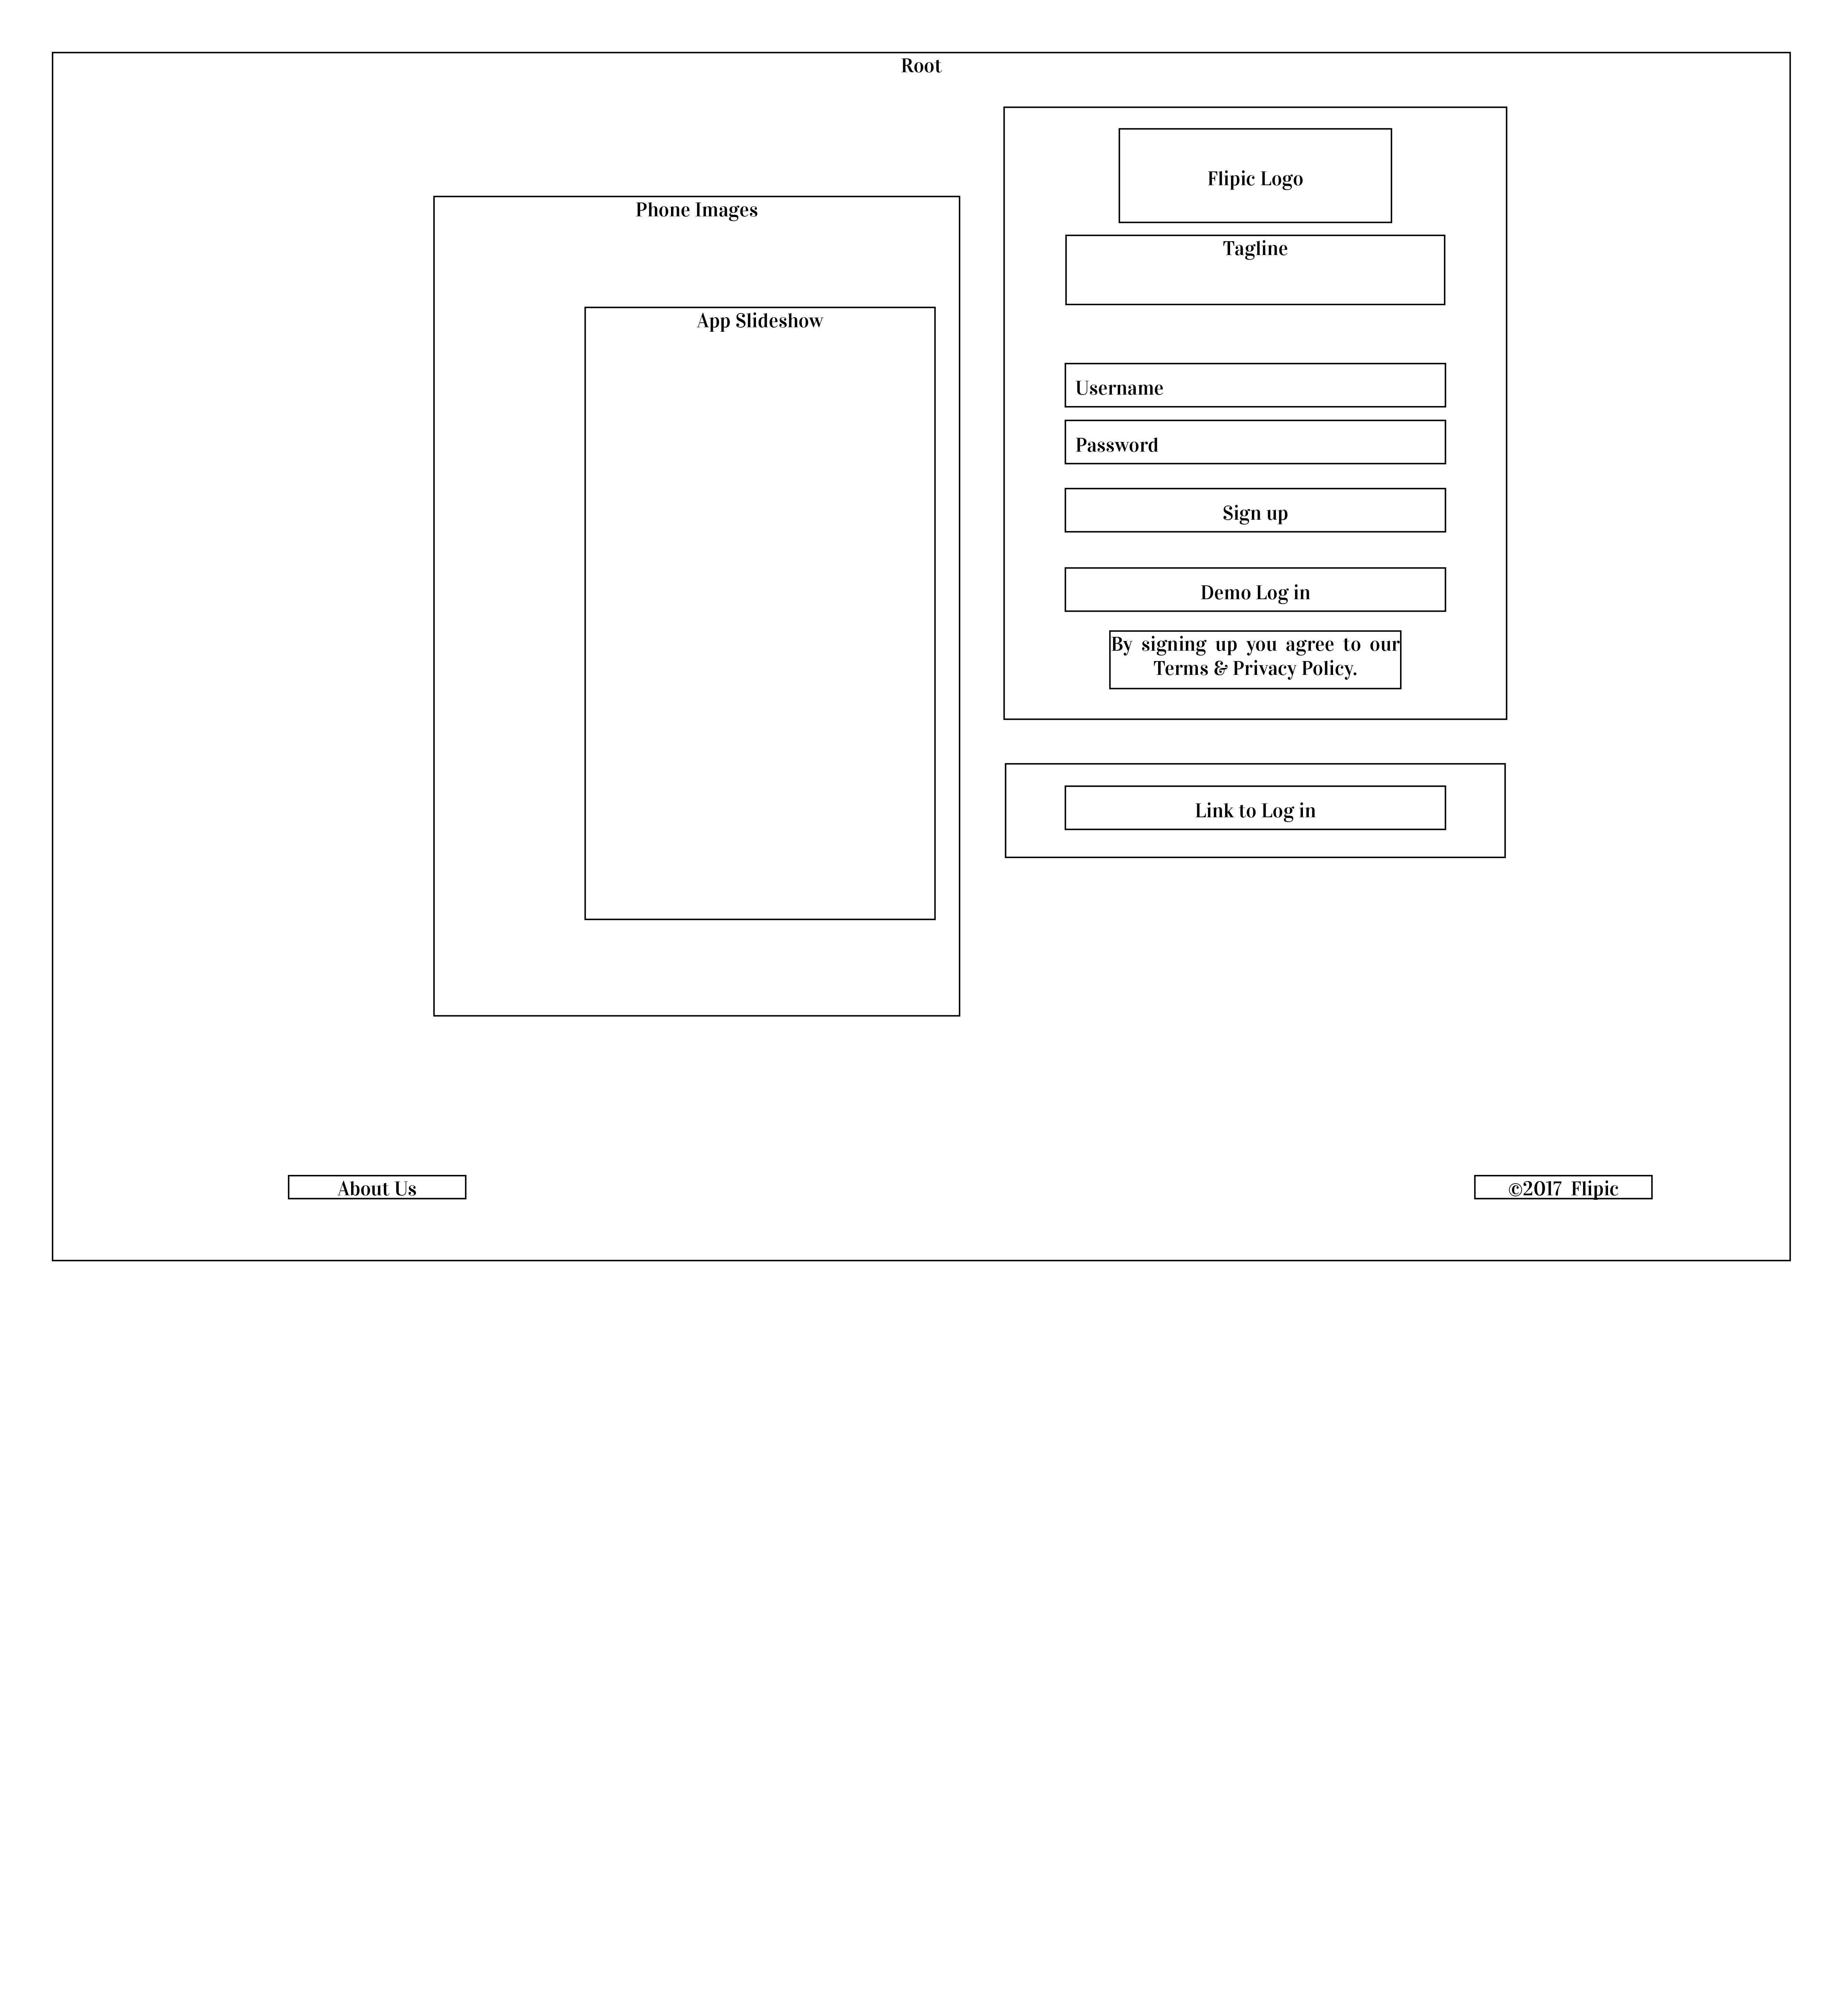 Root
Phone Images
App Slideshow
Flipic Logo
Tagline
Username
Password
Sign up
Demo Log in
By signing up you agree to our
Terms & Privacy Policy.
Link to Log in
About Us
©2017 Flipic